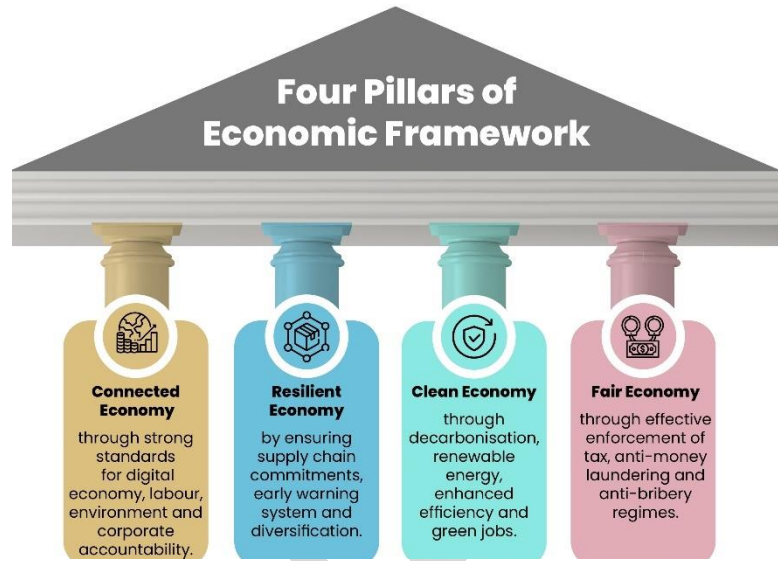 Four Pillars of
Economic Framework
Connected
Economy
through strong
standards
for digital
economy, labour,
environment and
corporate
accountability.
Resilient
Economy
by ensuring
supply chain
commitments,
early warning
system and
diversification.
Clean Economy
through
decarbonisation,
renewable
energy,
enhanced
efficiency and
green jobs.
Fair Economy
through effective
enforcement of
tax, anti-money
laundering and
anti-bribery
regimes.